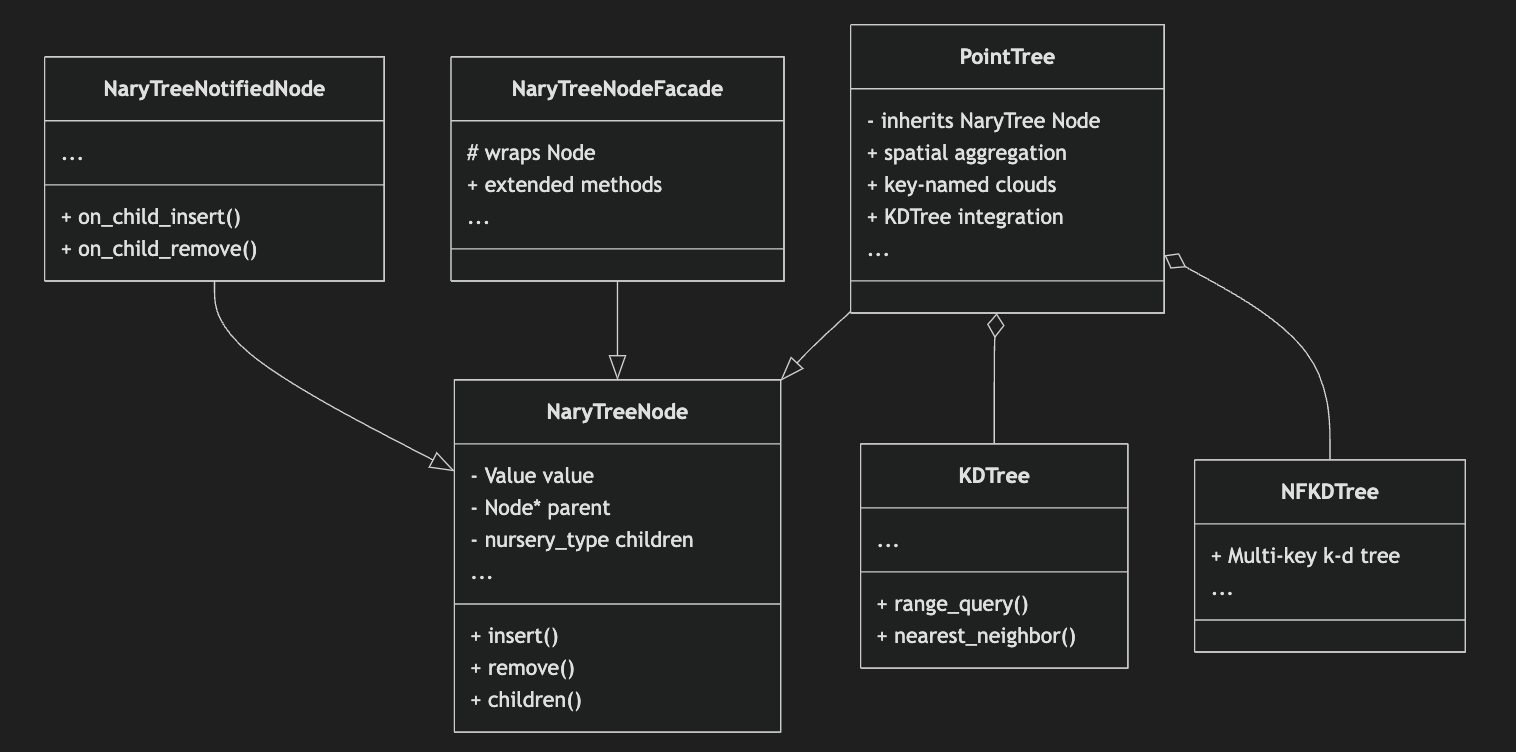 NaryTreeNotifiedNode
...
+ on_child_insert()
+ on_child_remove()
NaryTreeNodeFacade
# wraps Node
+ extended methods
...
PointTree
- inherits NaryTree Node
+ spatial aggregation
+ key-named clouds
+ KDTree integration
...
NaryTreeNode
- Value value
- Node* parent
- nursery_type children
...
+ insert()
+ remove()
+ children()
KDTree
...
+ range_query()
+ nearest_neighbor()
NFKDTree
+ Multi-key k-d tree
...